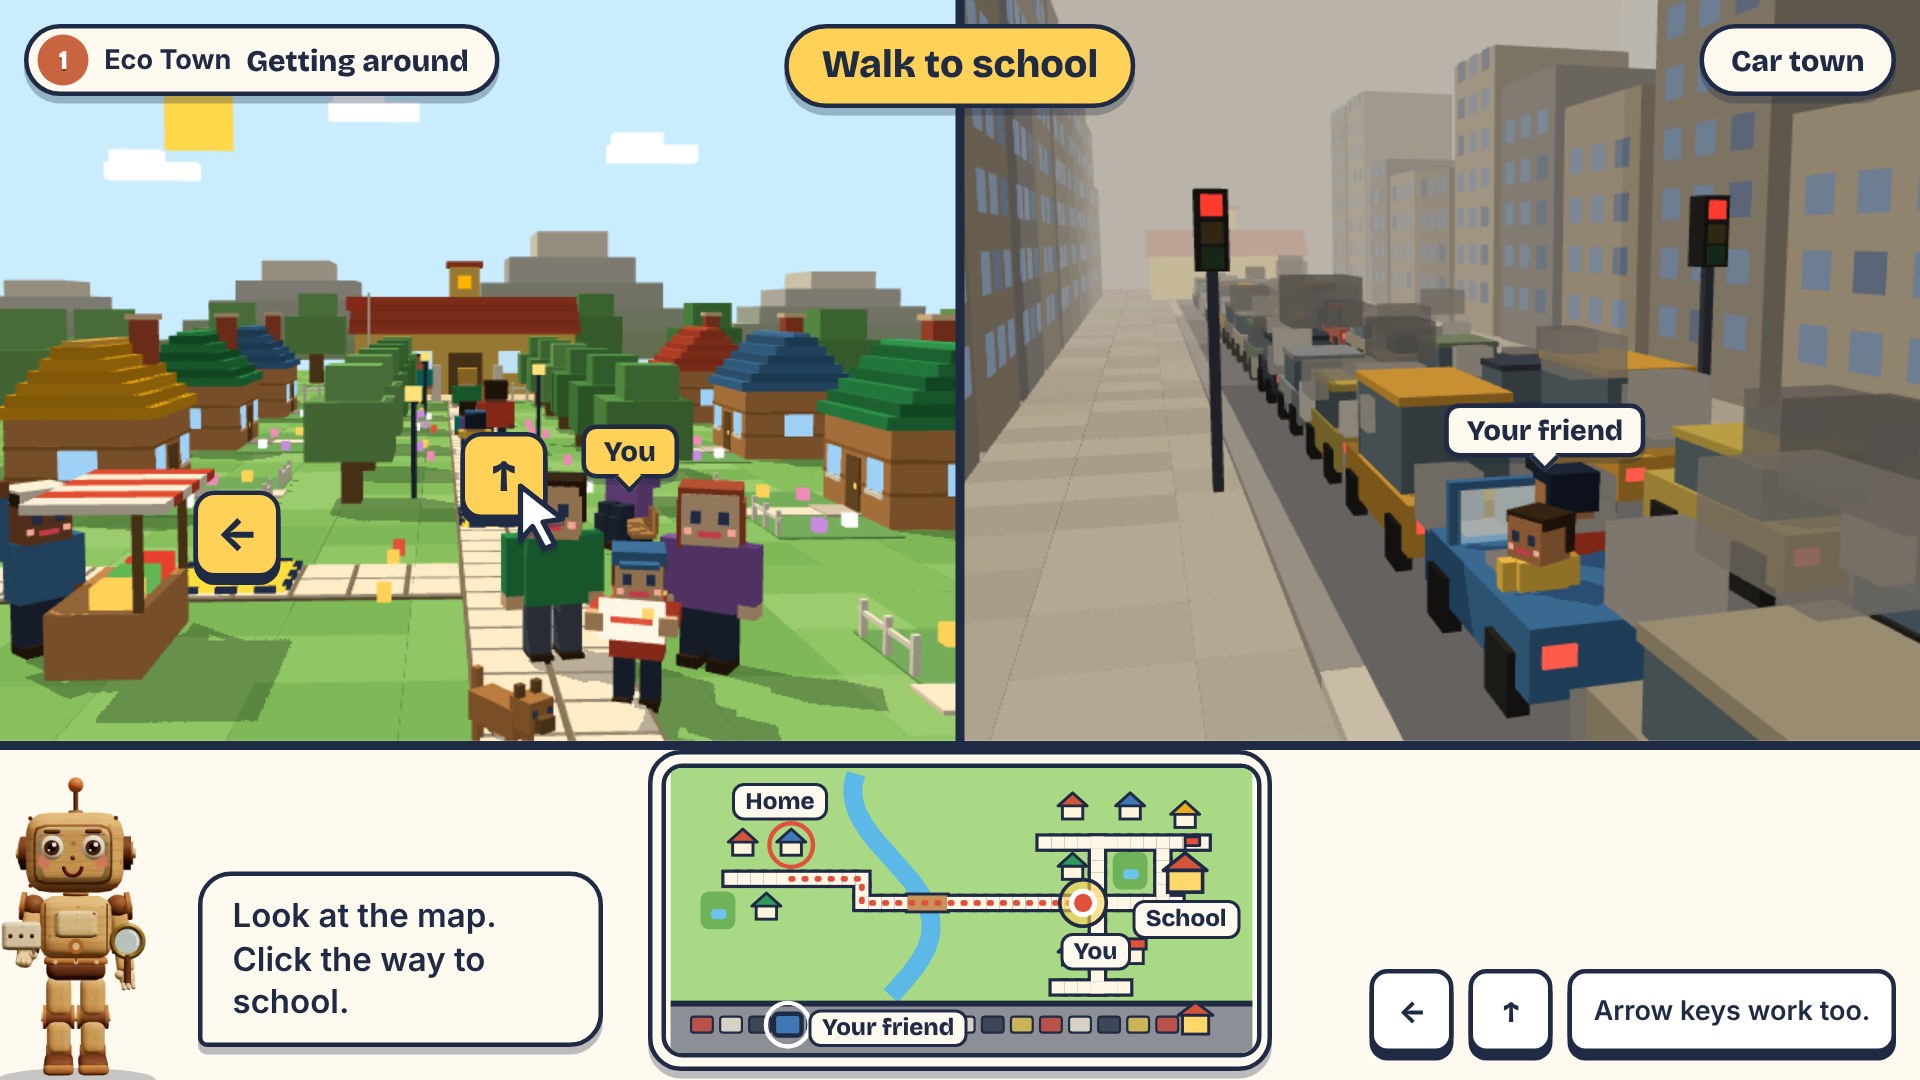 1 Eco Town Getting around
Walk to school
Car town
←
↑
You
Your friend
Look at the map.
Click the way to
school.
Home
School
You
Your friend
←
↑
Arrow keys work too.